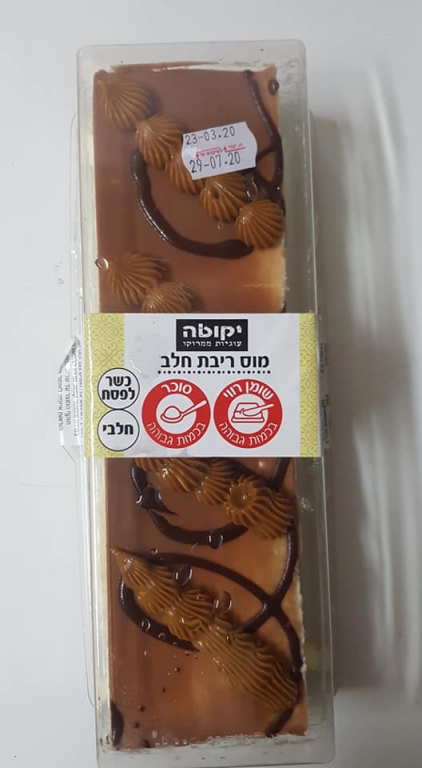 23-03.20
29-07.20
יקוטה
עוגיות ממרוקו
מוס ריבת חלב
כשר
לפסח
חלבי
סוכר
בכמות גבוהה
שומן רווי
בכמות גבוהה